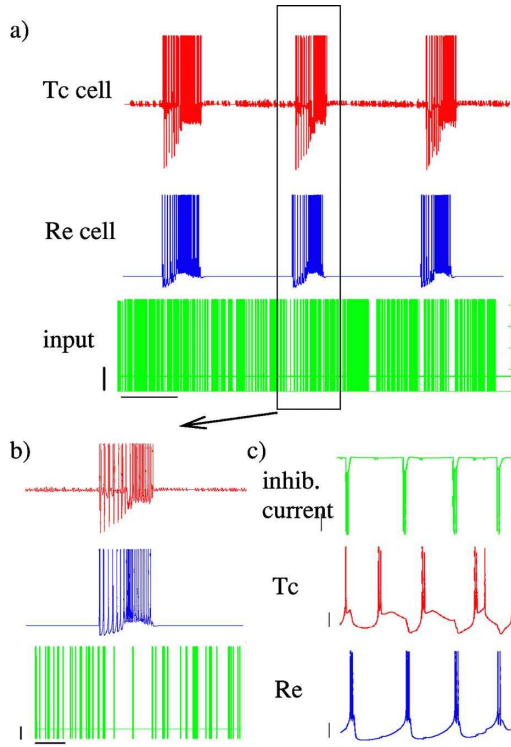 a)
Tc cell
Re cell
input
b)
c)
inhib.
current
Tc
Re